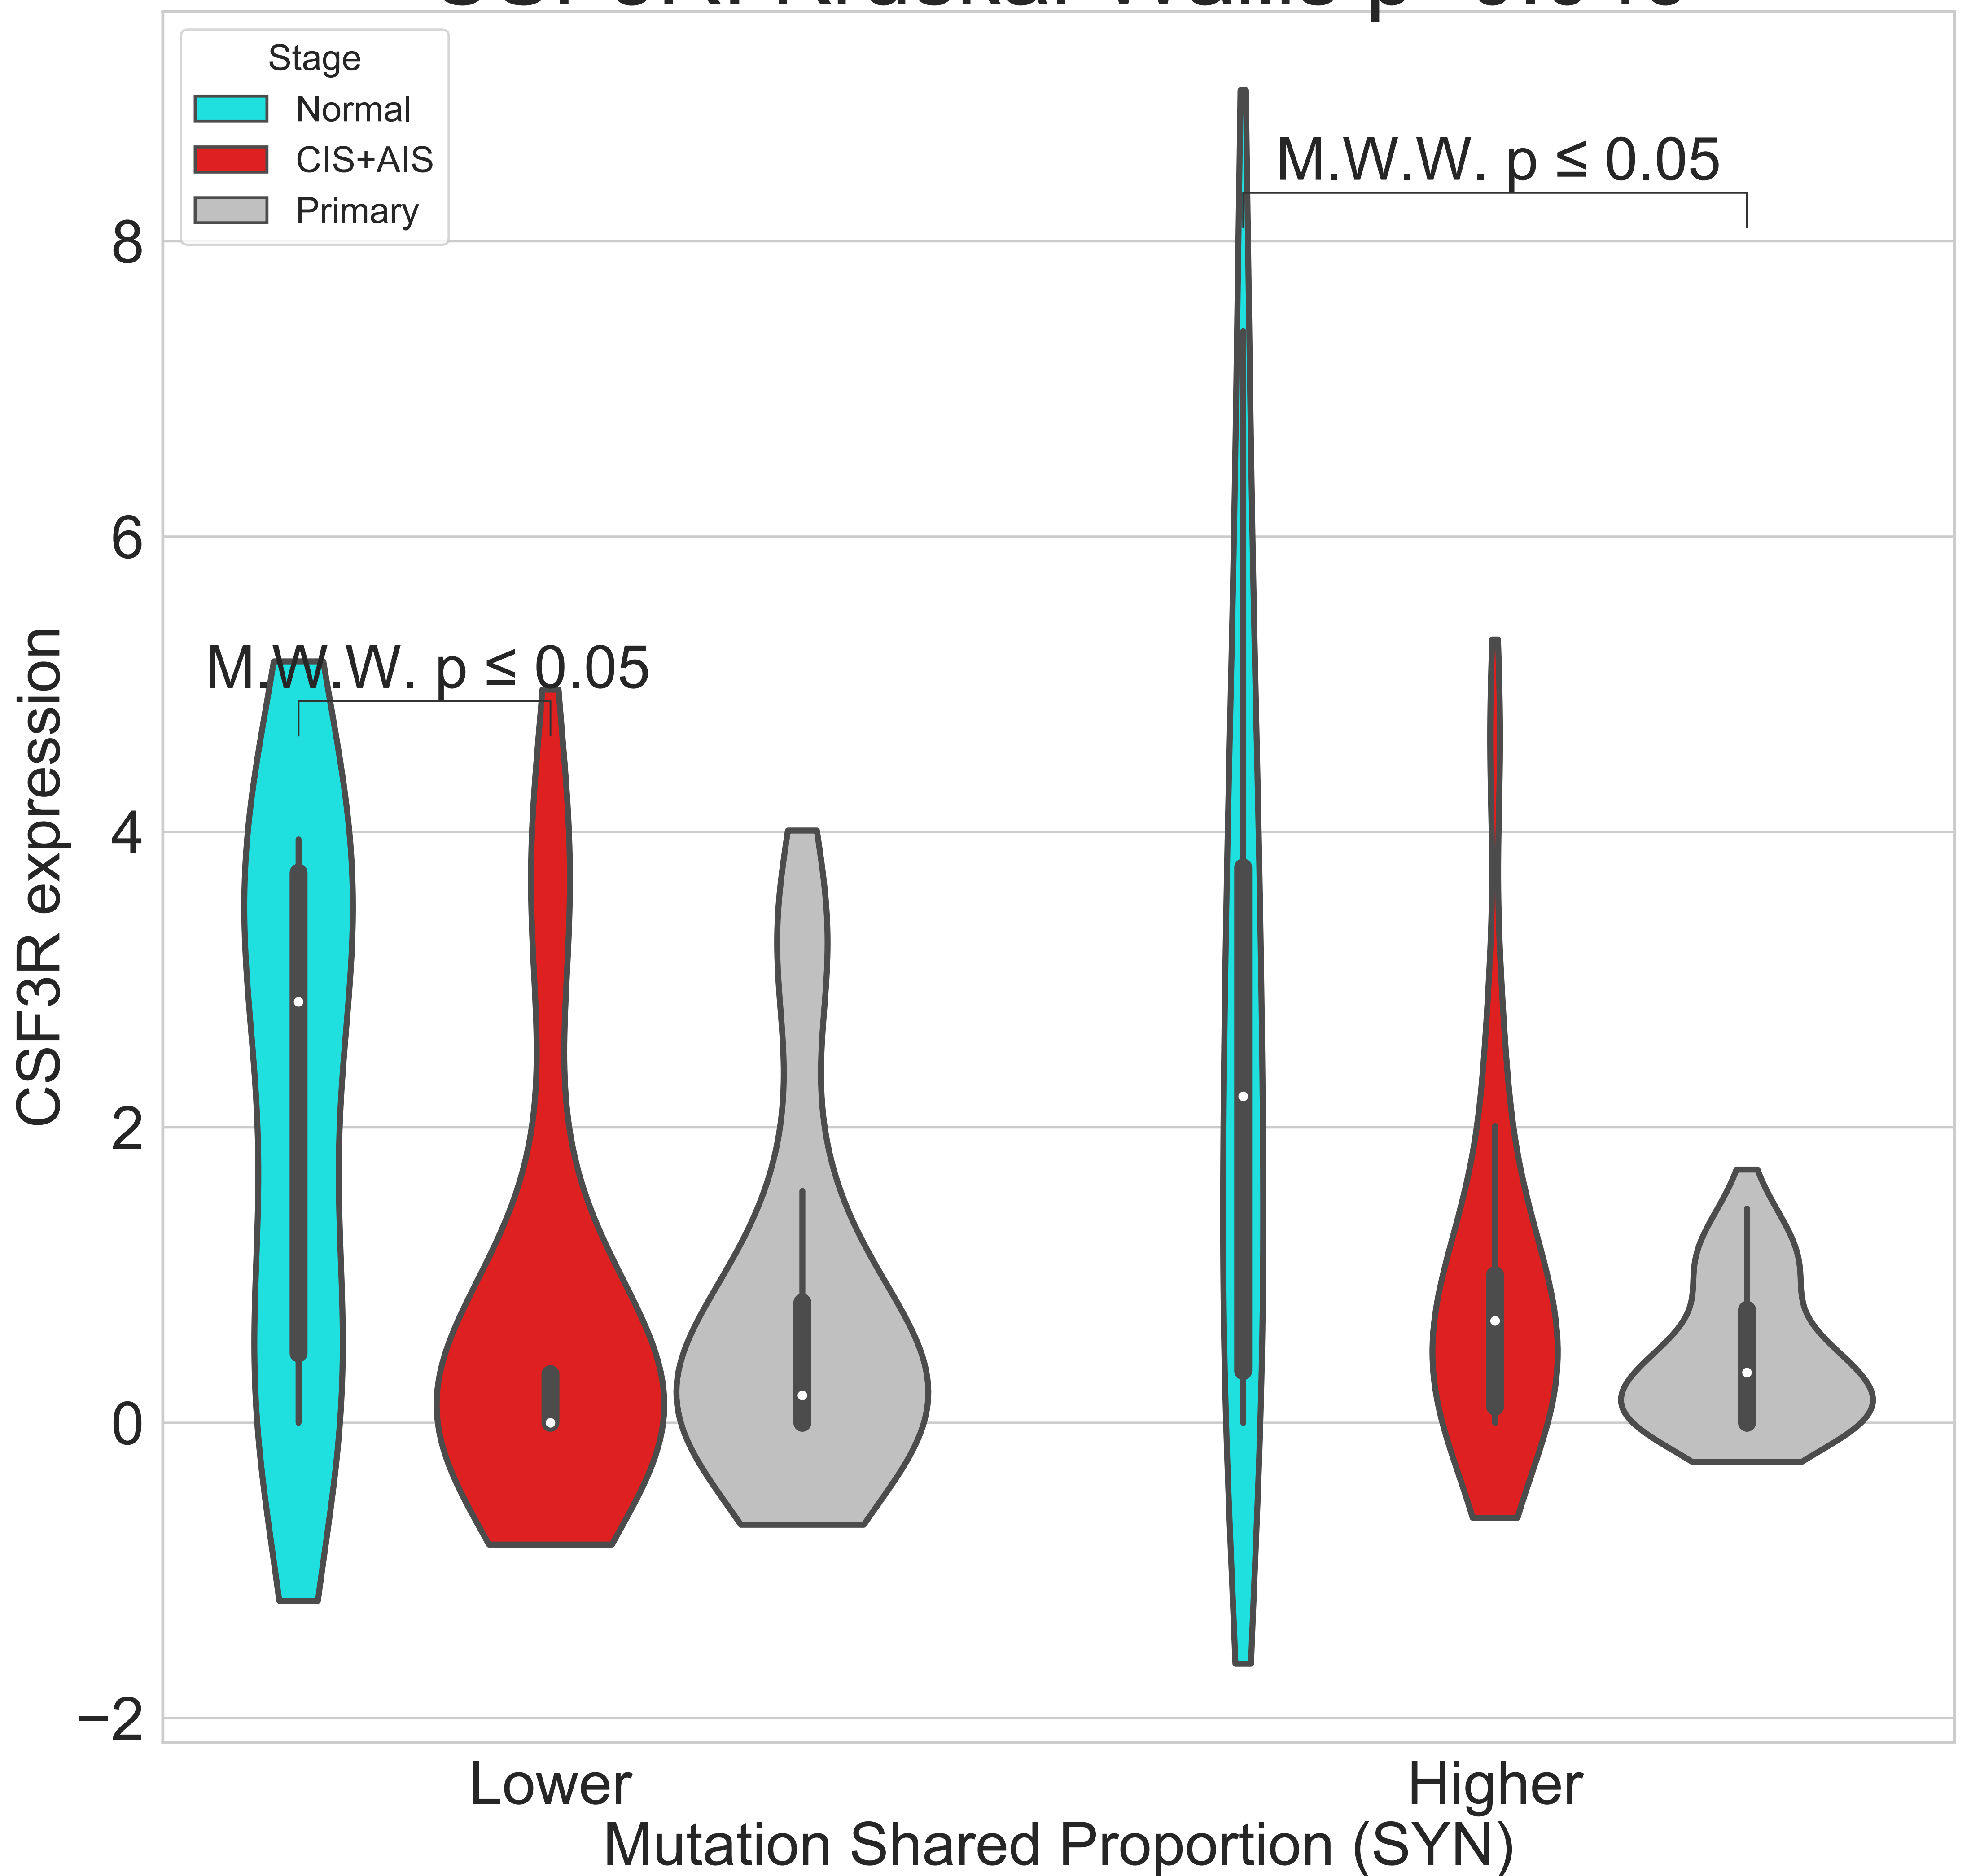 Stage
Normal
CIS+AIS
Primary
M.W.W. p ≤ 0.05
M.W.W. p ≤ 0.05
8
6
4
2
0
−2
CSF3R expression
Lower
Higher
Mutation Shared Proportion (SYN)